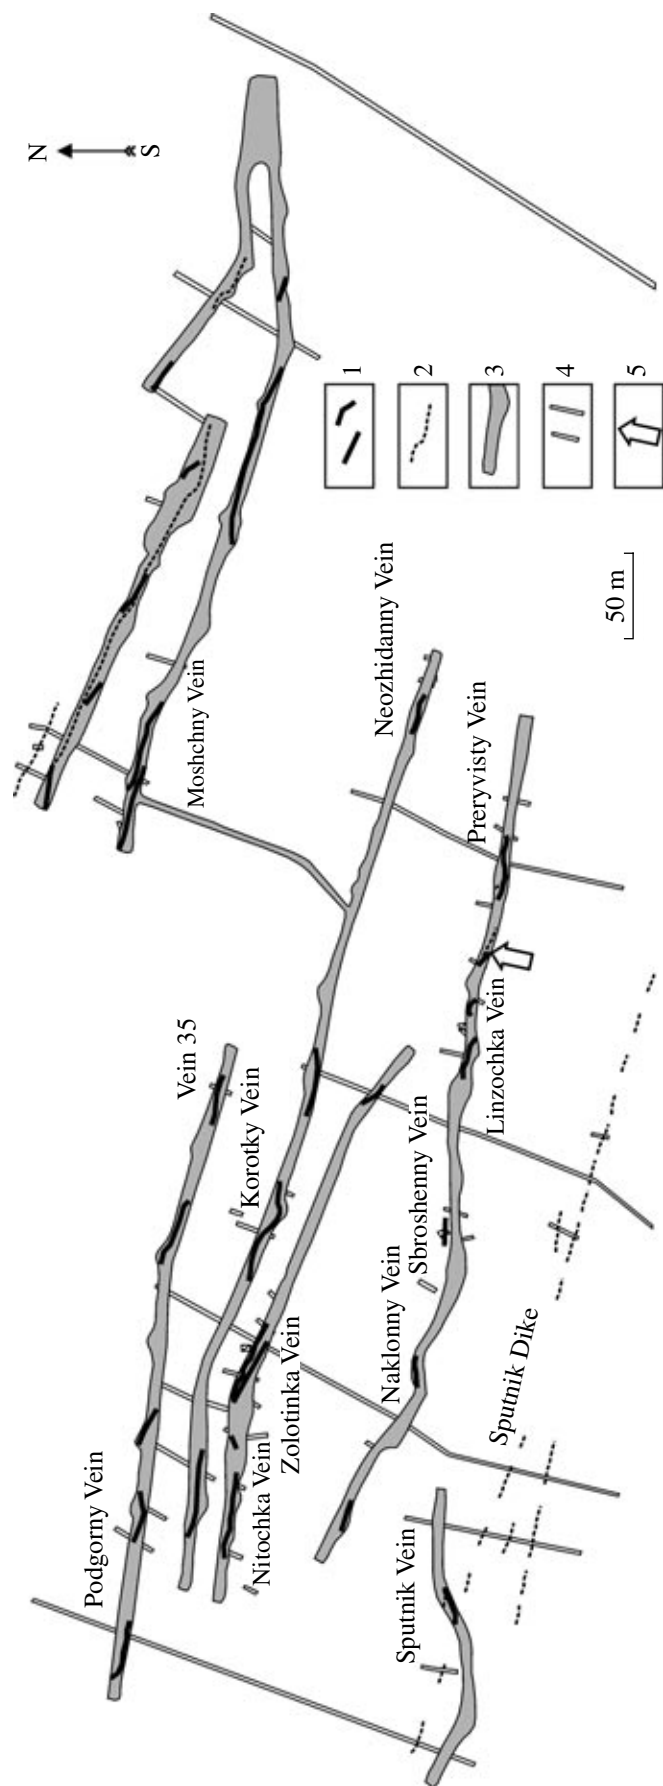 N
S
1
2
3
4
5
50 m
Moshchny Vein
Neozhidanny Vein
Preryvisty Vein
Vein 35
Korotky Vein
Linzochka Vein
Sbroshenny Vein
Naklonny Vein
Zolotinka Vein
Nitochka Vein
Podgorny Vein
Sputnik Dike
Sputnik Vein